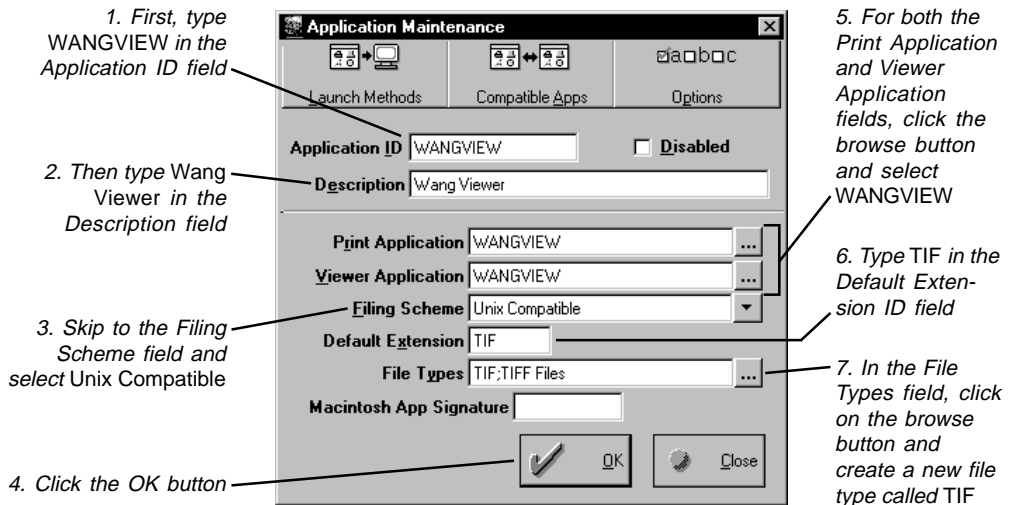 1. First, type
WANGVIEW in the
Application ID field
2. Then type Wang
Viewer in the
Description field
3. Skip to the Filing
Scheme field and
select Unix Compatible
4. Click the OK button
Application Maintenance
Launch Methods
Compatible Apps
☑a☐b☐c
Options
Application ID WANGVIEW
Disabled
Description Wang Viewer
Print Application WANGVIEW ...
Viewer Application WANGVIEW ...
Filing Scheme Unix Compatible
Default Extension TIF
File Types TIF;TIFF Files ...
Macintosh App Signature
OK
Close
5. For both the
Print Application
and Viewer
Application
fields, click the
browse button
and select
WANGVIEW
6. Type TIF in the
Default Exten-
sion ID field
7. In the File
Types field, click
on the browse
button and
create a new file
type called TIF